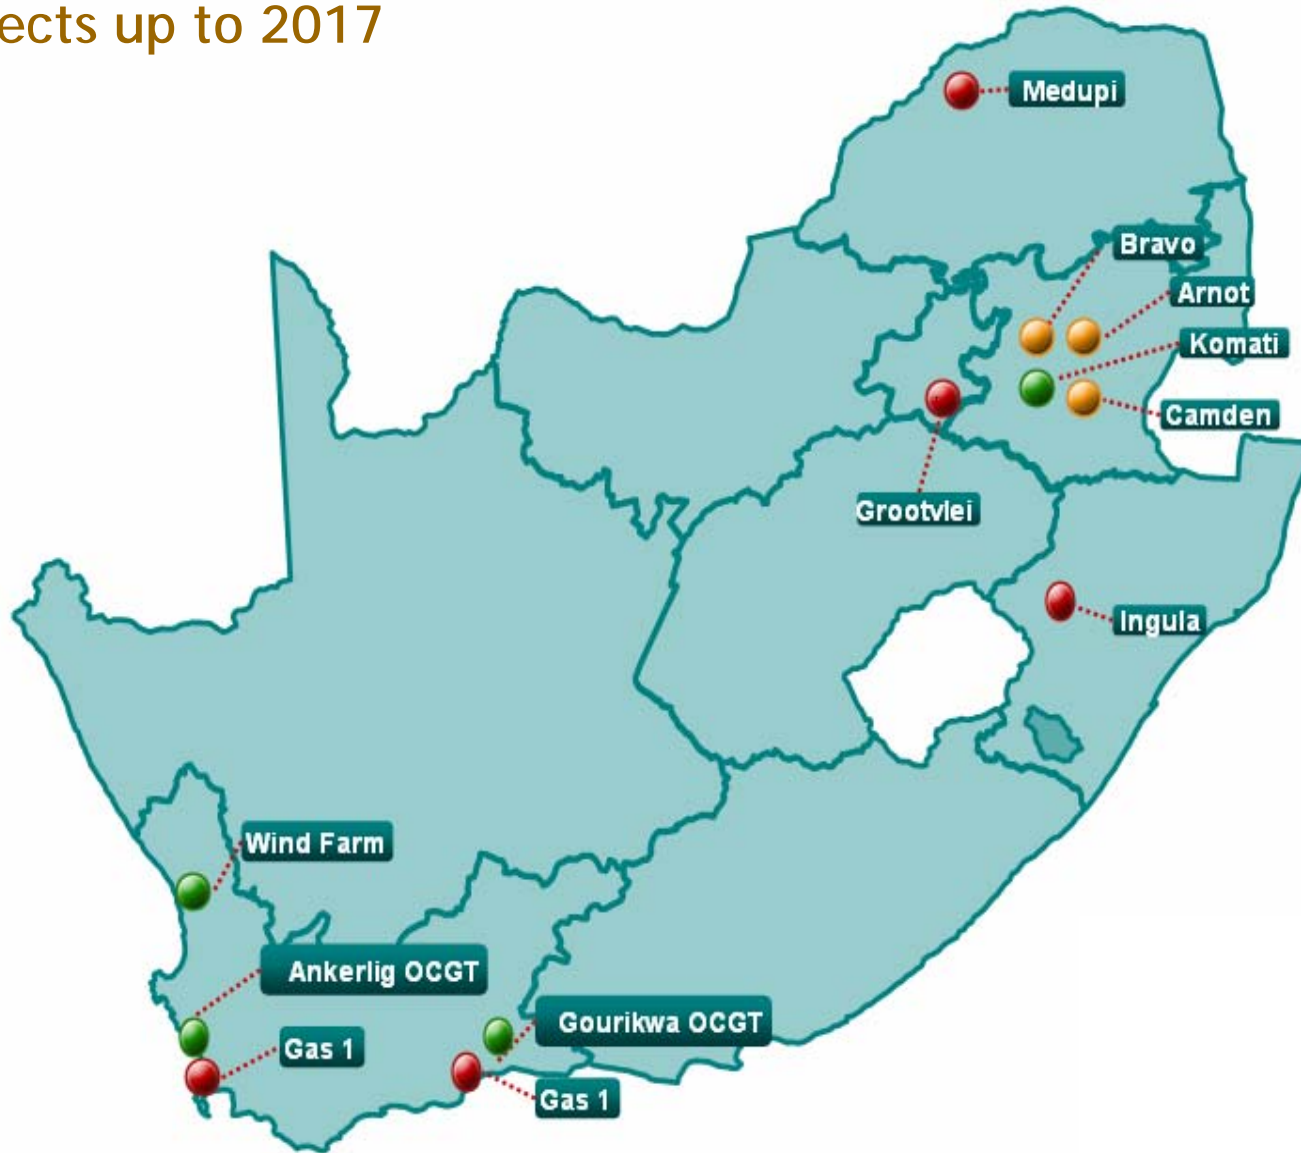 ects up to 2017
Medupi
Bravo
Arnot
Komati
Camden
Grootvlei
Ingula
Wind Farm
Ankerlig OCGT
Gourikwa OCGT
Gas 1
Gas 1